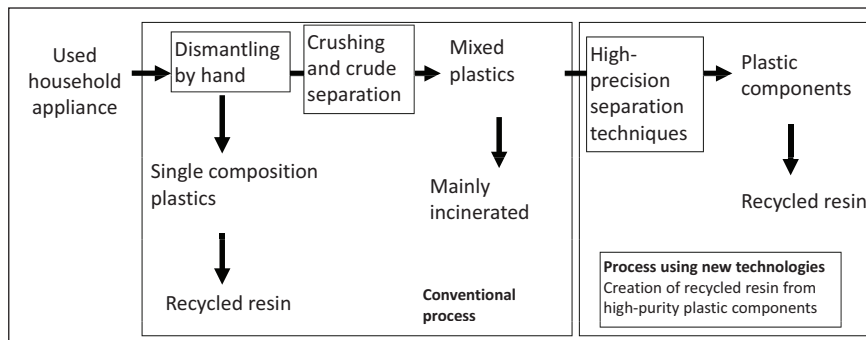 Used
household
appliance
Dismantling
by hand
Crushing
and crude
separation
Mixed
plastics
High-
precision
separation
techniques
Plastic
components
Single composition
plastics
Mainly
incinerated
Recycled resin
Recycled resin
Conventional
process
Process using new technologies
Creation of recycled resin from
high-purity plastic components